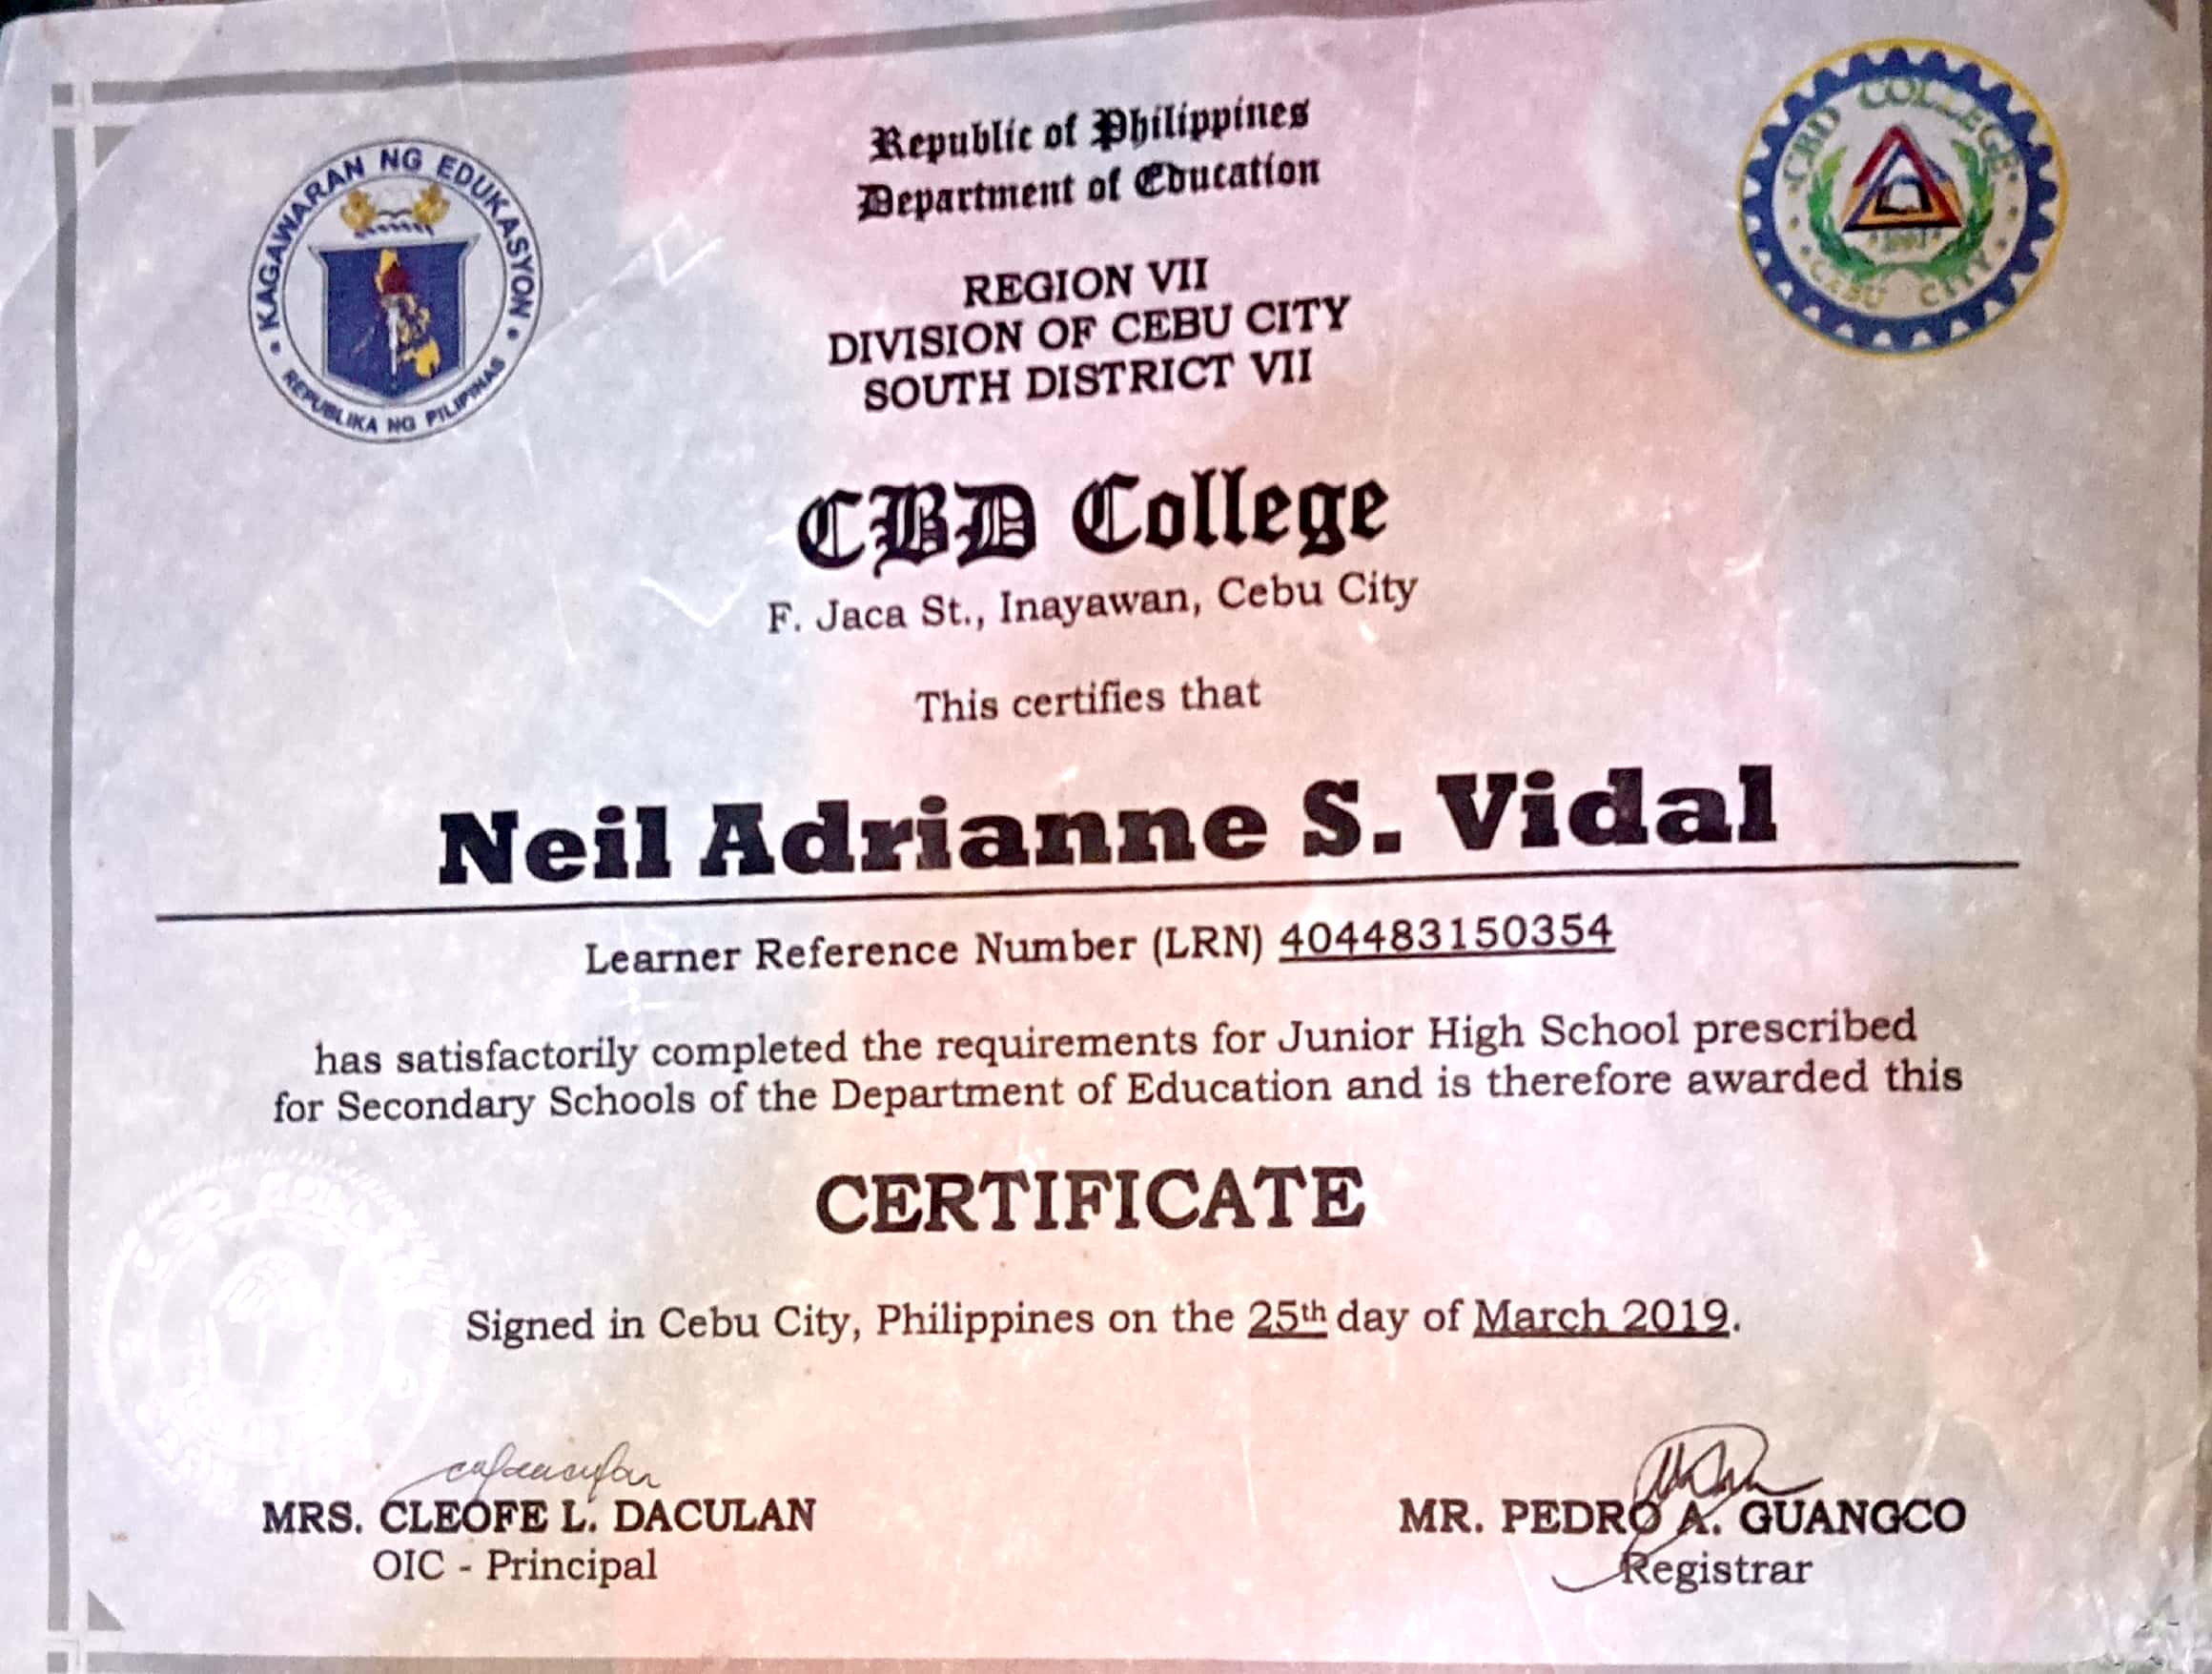 Republic of Philippines
Department of Education
REGION VII
DIVISION OF CEBU CITY
SOUTH DISTRICT VII
KAGAWARAN NG EDUKASYON
REPUBLIKA NG PILIPINAS
CBD COLLEGE
CEBU CITY
CBD College
F. Jaca St., Inayawan, Cebu City
This certifies that
Neil Adrianne S. Vidal
Learner Reference Number (LRN) 404483150354
has satisfactorily completed the requirements for Junior High School prescribed
for Secondary Schools of the Department of Education and is therefore awarded this
CERTIFICATE
Signed in Cebu City, Philippines on the 25th day of March 2019.
MRS. CLEOFE L. DACULAN
OIC - Principal
MR. PEDRO A. GUANGCO
Registrar